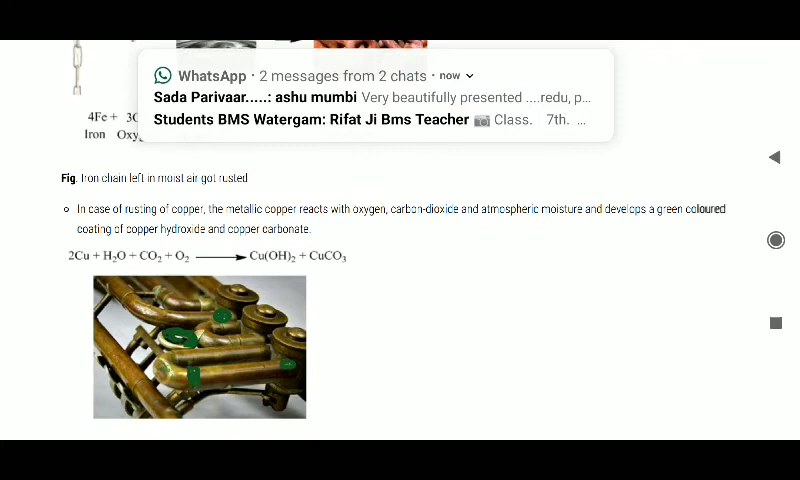 WhatsApp · 2 messages from 2 chats · now
Sada Parivaar.....: ashu mumbi Very beautifully presented ....redu, p...
Students BMS Watergam: Rifat Ji Bms Teacher 📷 Class. 7th. ...
4Fe + 3
Iron Oxy
Fig. Iron chain left in moist air got rusted
In case of rusting of copper, the metallic copper reacts with oxygen, carbon-dioxide and atmospheric moisture and develops a green coloured
coating of copper hydroxide and copper carbonate.
2Cu + H₂O + CO₂ + O₂ ⟶ Cu(OH)₂ + CuCO₃